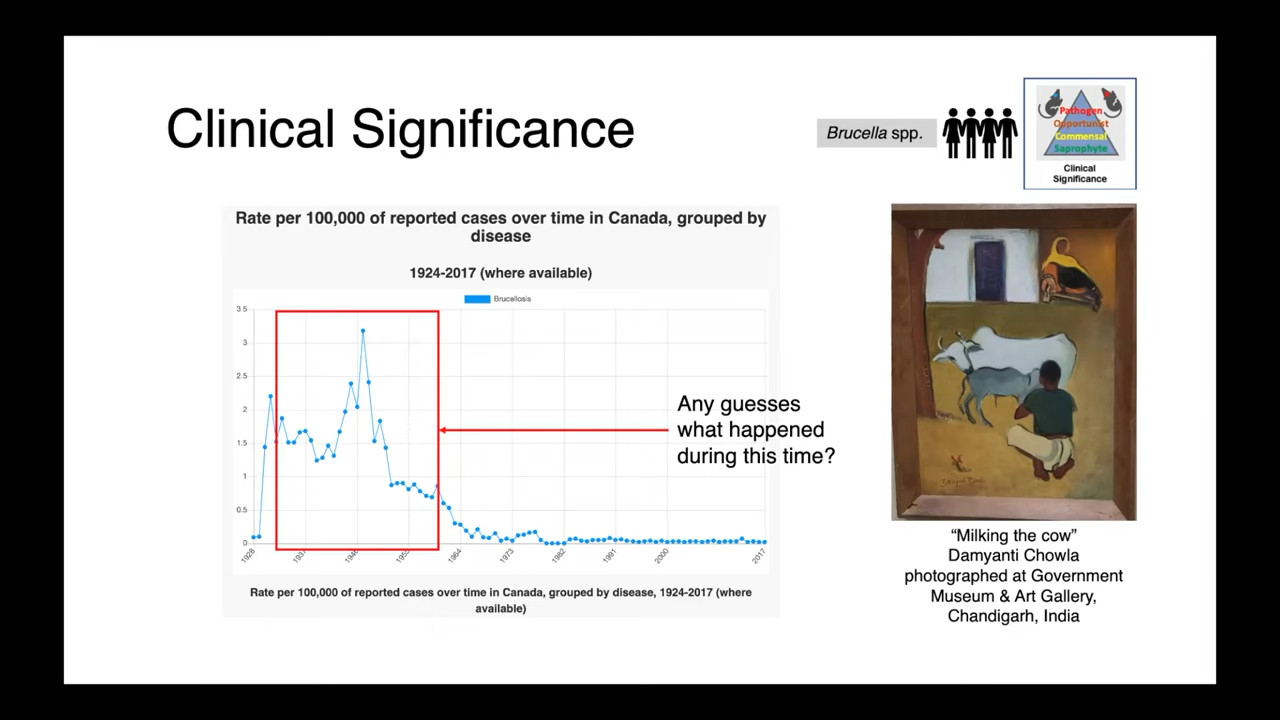 Clinical Significance
Brucella spp.
Pathogen
Opportunist
Commensal
Saprophyte
Clinical
Significance
Rate per 100,000 of reported cases over time in Canada, grouped by
disease
1924-2017 (where available)
Brucellosis
3.5
3
2.5
2
1.5
1
0.5
0
1928
1937
1946
1955
1964
1973
1982
1991
2000
2017
Rate per 100,000 of reported cases over time in Canada, grouped by disease, 1924-2017 (where
available)
Any guesses
what happened
during this time?
“Milking the cow”
Damyanti Chowla
photographed at Government
Museum & Art Gallery,
Chandigarh, India